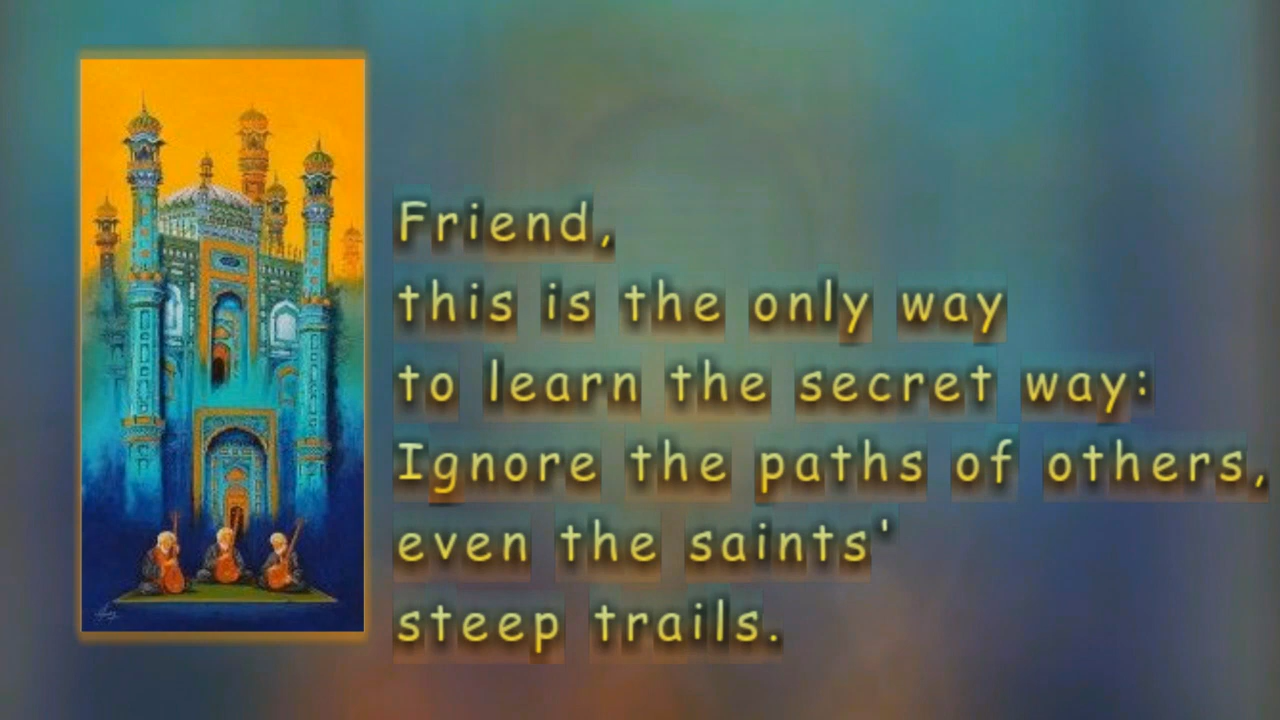 Friend,
this is the only way
to learn the secret way:
Ignore the paths of others,
even the saints'
steep trails.